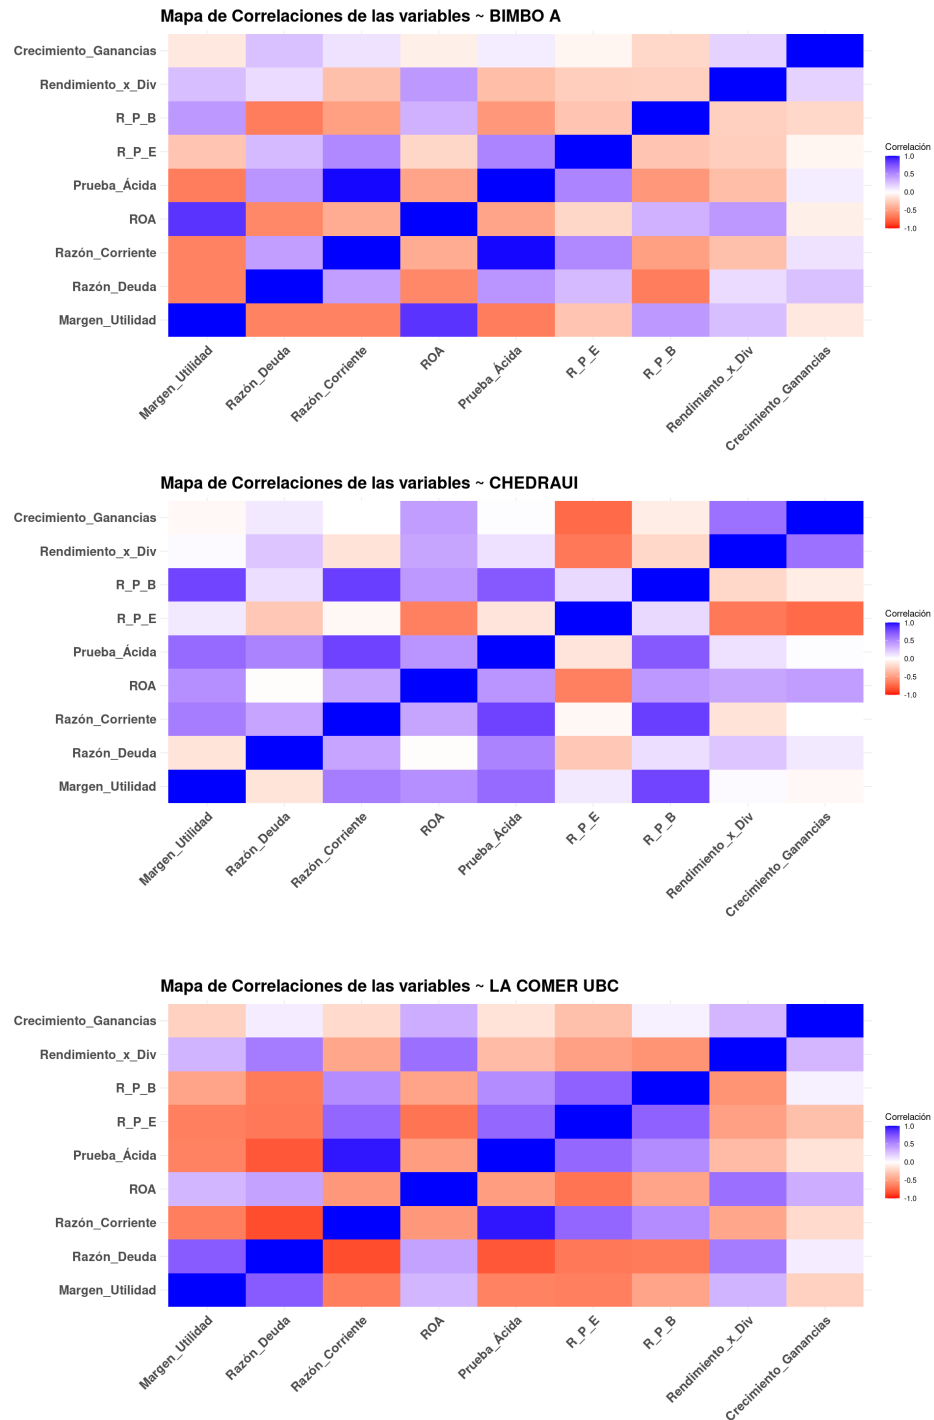 Mapa de Correlaciones de las variables ~ BIMBO A
Crecimiento_Ganancias
Rendimiento_x_Div
R_P_B
R_P_E
Prueba_Ácida
ROA
Razón_Corriente
Razón_Deuda
Margen_Utilidad
Margen_Utilidad
Razón_Deuda
Razón_Corriente
ROA
Prueba_Ácida
R_P_E
R_P_B
Rendimiento_x_Div
Crecimiento_Ganancias
Correlación
1.0
0.5
0.0
-0.5
-1.0
Mapa de Correlaciones de las variables ~ CHEDRAUI
Crecimiento_Ganancias
Rendimiento_x_Div
R_P_B
R_P_E
Prueba_Ácida
ROA
Razón_Corriente
Razón_Deuda
Margen_Utilidad
Margen_Utilidad
Razón_Deuda
Razón_Corriente
ROA
Prueba_Ácida
R_P_E
R_P_B
Rendimiento_x_Div
Crecimiento_Ganancias
Correlación
1.0
0.5
0.0
-0.5
-1.0
Mapa de Correlaciones de las variables ~ LA COMER UBC
Crecimiento_Ganancias
Rendimiento_x_Div
R_P_B
R_P_E
Prueba_Ácida
ROA
Razón_Corriente
Razón_Deuda
Margen_Utilidad
Margen_Utilidad
Razón_Deuda
Razón_Corriente
ROA
Prueba_Ácida
R_P_E
R_P_B
Rendimiento_x_Div
Crecimiento_Ganancias
Correlación
1.0
0.5
0.0
-0.5
-1.0